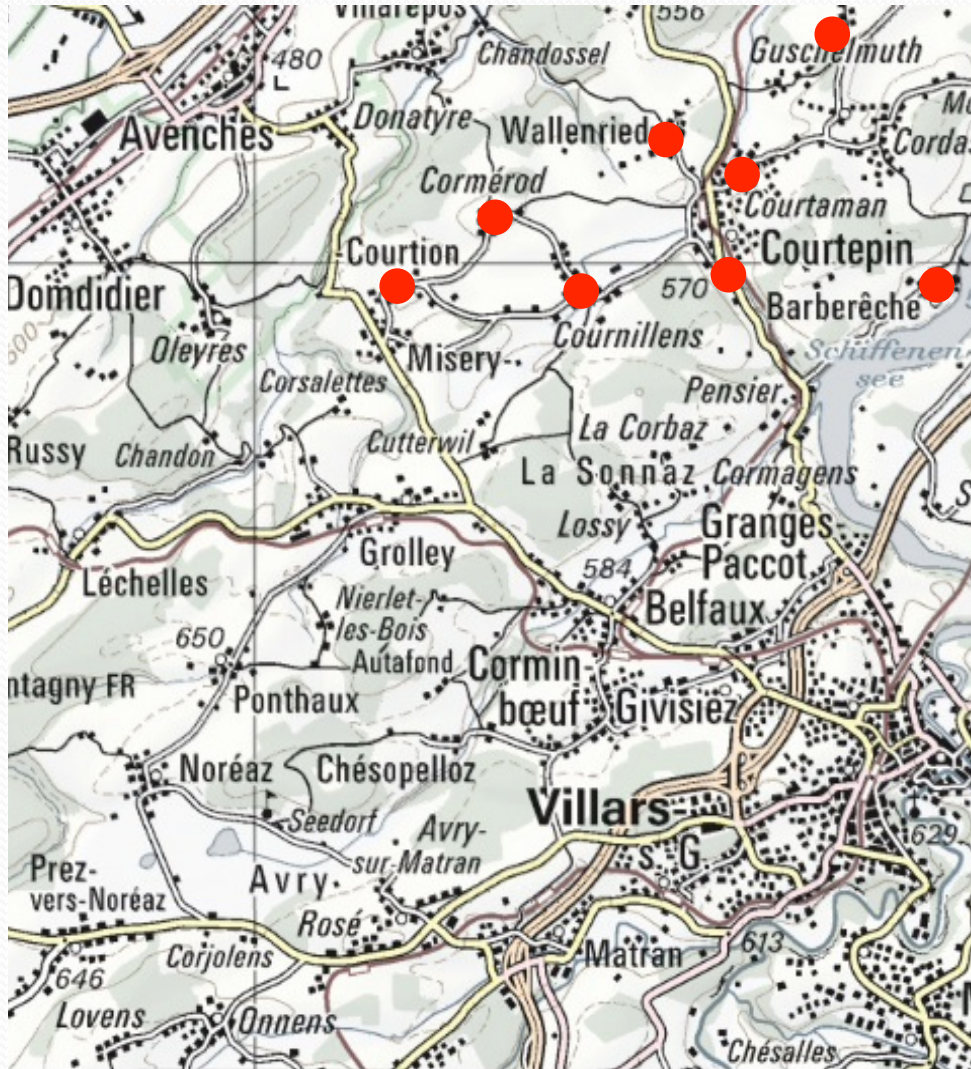 Villarepos
556
Guschelmuth
480
Chandossel
Donatyre
Wallenried
Avenches
Cordas
Cormérod
Courtaman
Courtion
Courtepin
570
Domdidier
Barberêche
Cournillens
Oleyres
Misery
Schiffenen-
see
Corsalettes
Pensier
Cutterwil
La Corbaz
Russy
Chandon
La Sonnaz
Cormagens
Lossy
Granges-
Paccot
Grolley
Léchelles
584
Nierlet-
les-Bois
Belfaux
650
Autafond
Cormin-
bœuf
ntagny FR
Ponthaux
Givisiez
Noréaz
Chésopelloz
Villars-
s. G.
Seedorf
Avry-
sur-Matran
629
Prez-
vers-Noréaz
Avry
Rosé
613
Corjolens
Matran
646
Lovens
Onnens
Chésalles